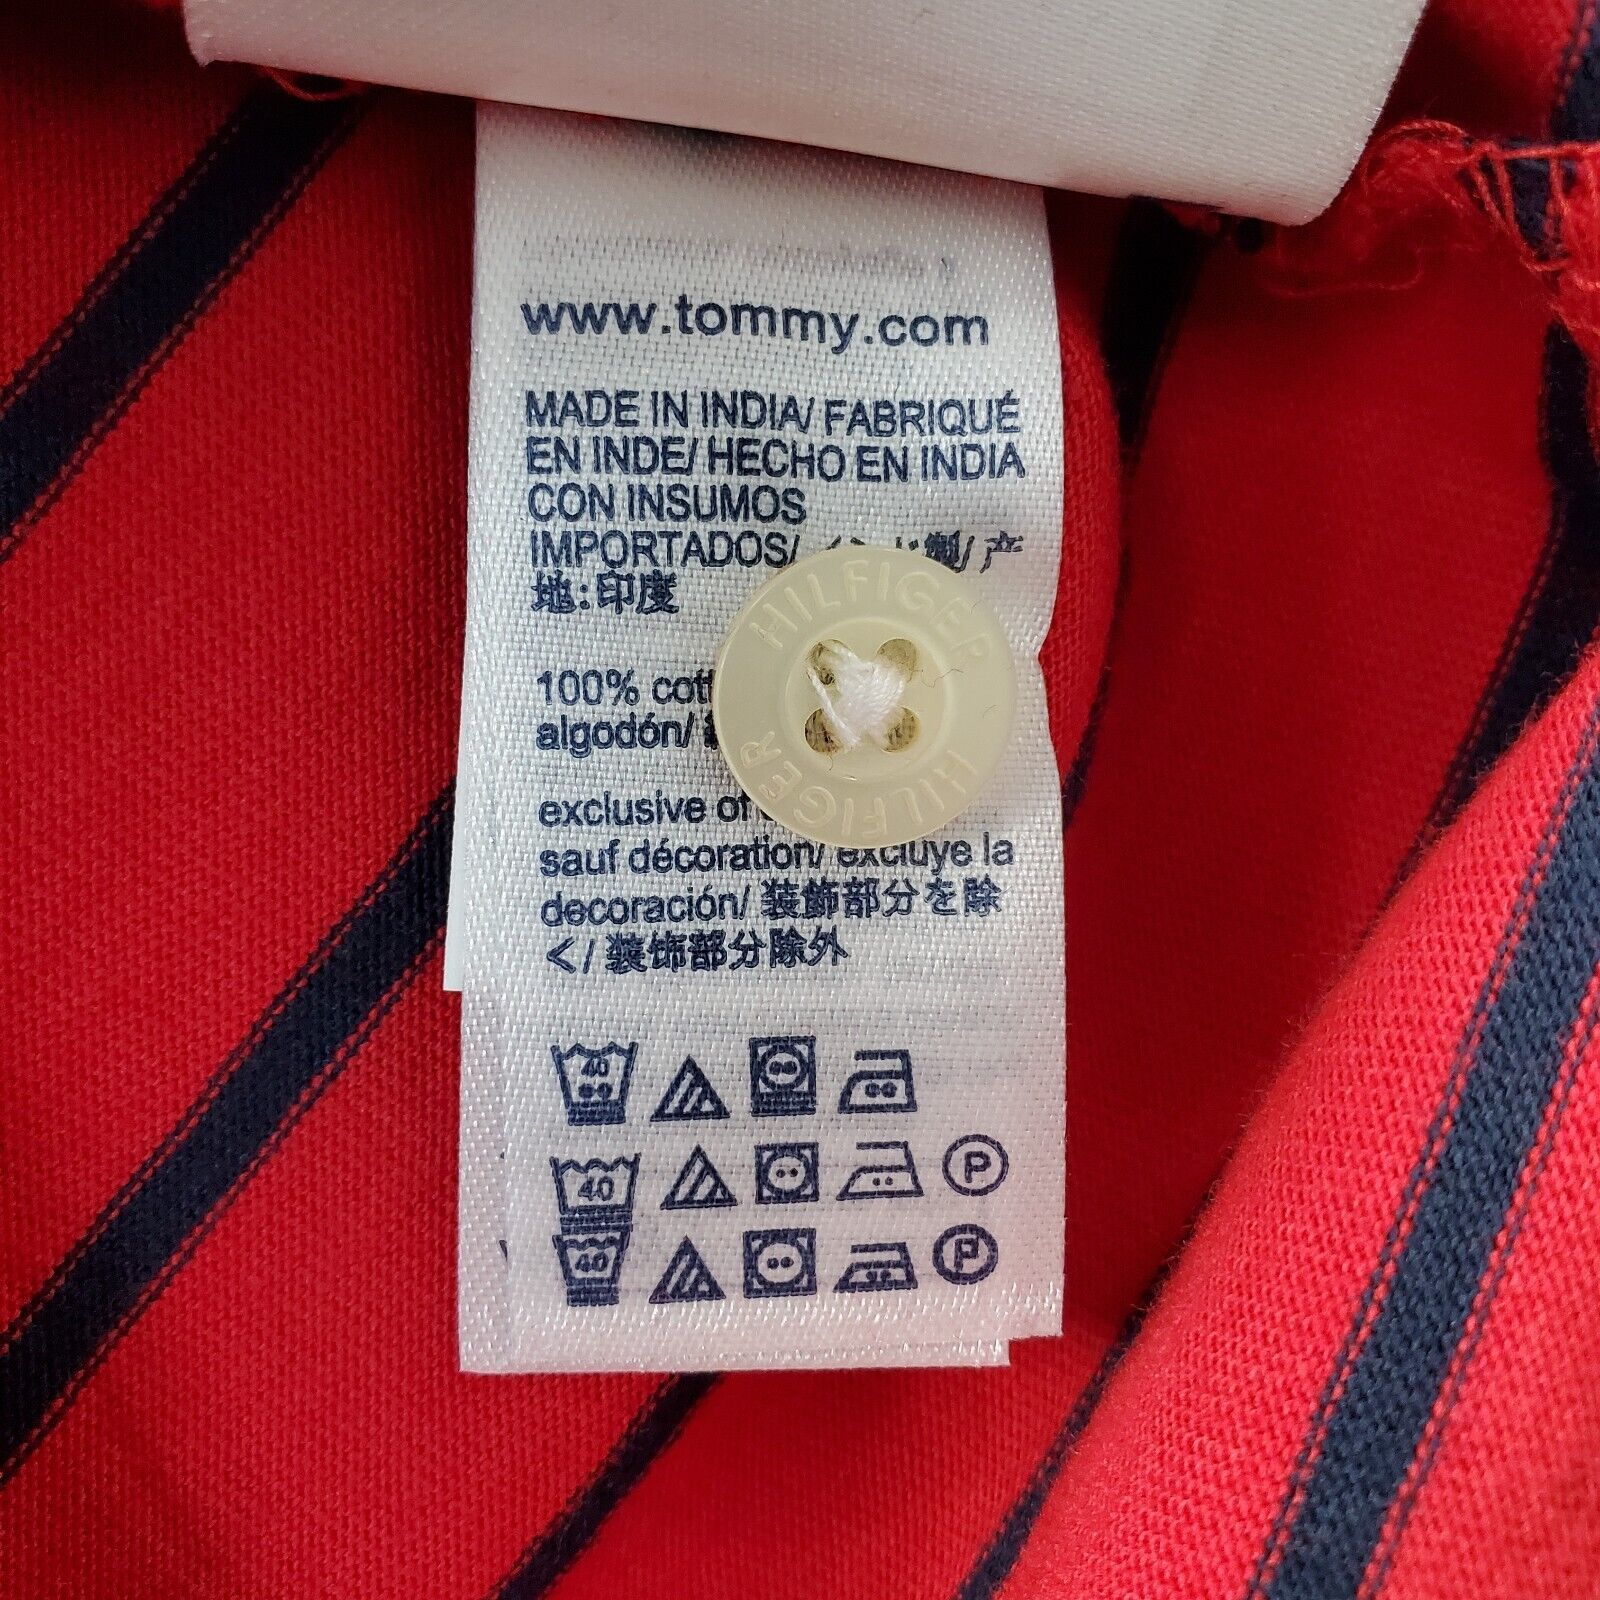 www.tommy.com
MADE IN INDIA/ FABRIQUÉ
EN INDE/ HECHO EN INDIA
CON INSUMOS
IMPORTADOS/ 製/ 产
地:印度
HILFIGER
HILFIGER
100%
algodón/
exclusive of
sauf décoration/ excluye la
decoración/ 装飾部分を除
く/ 装饰部分除外
40
40 P
40 P